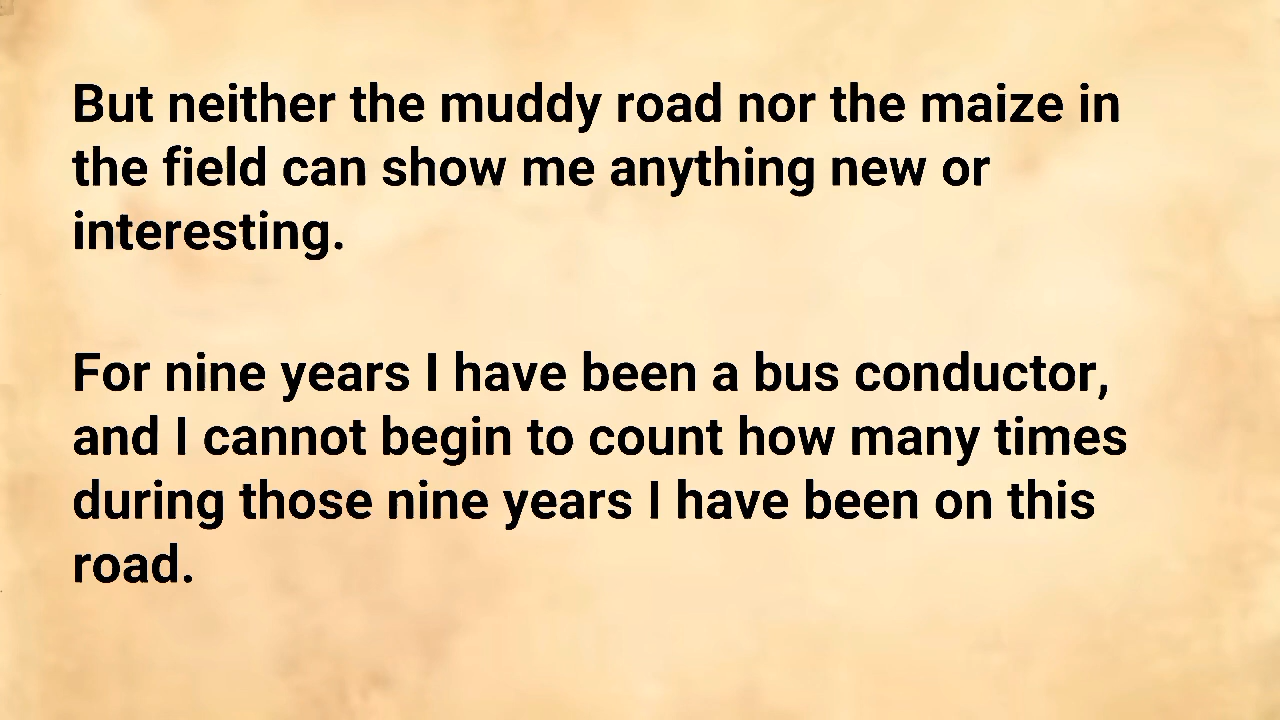 But neither the muddy road nor the maize in
the field can show me anything new or
interesting.
For nine years I have been a bus conductor,
and I cannot begin to count how many times
during those nine years I have been on this
road.